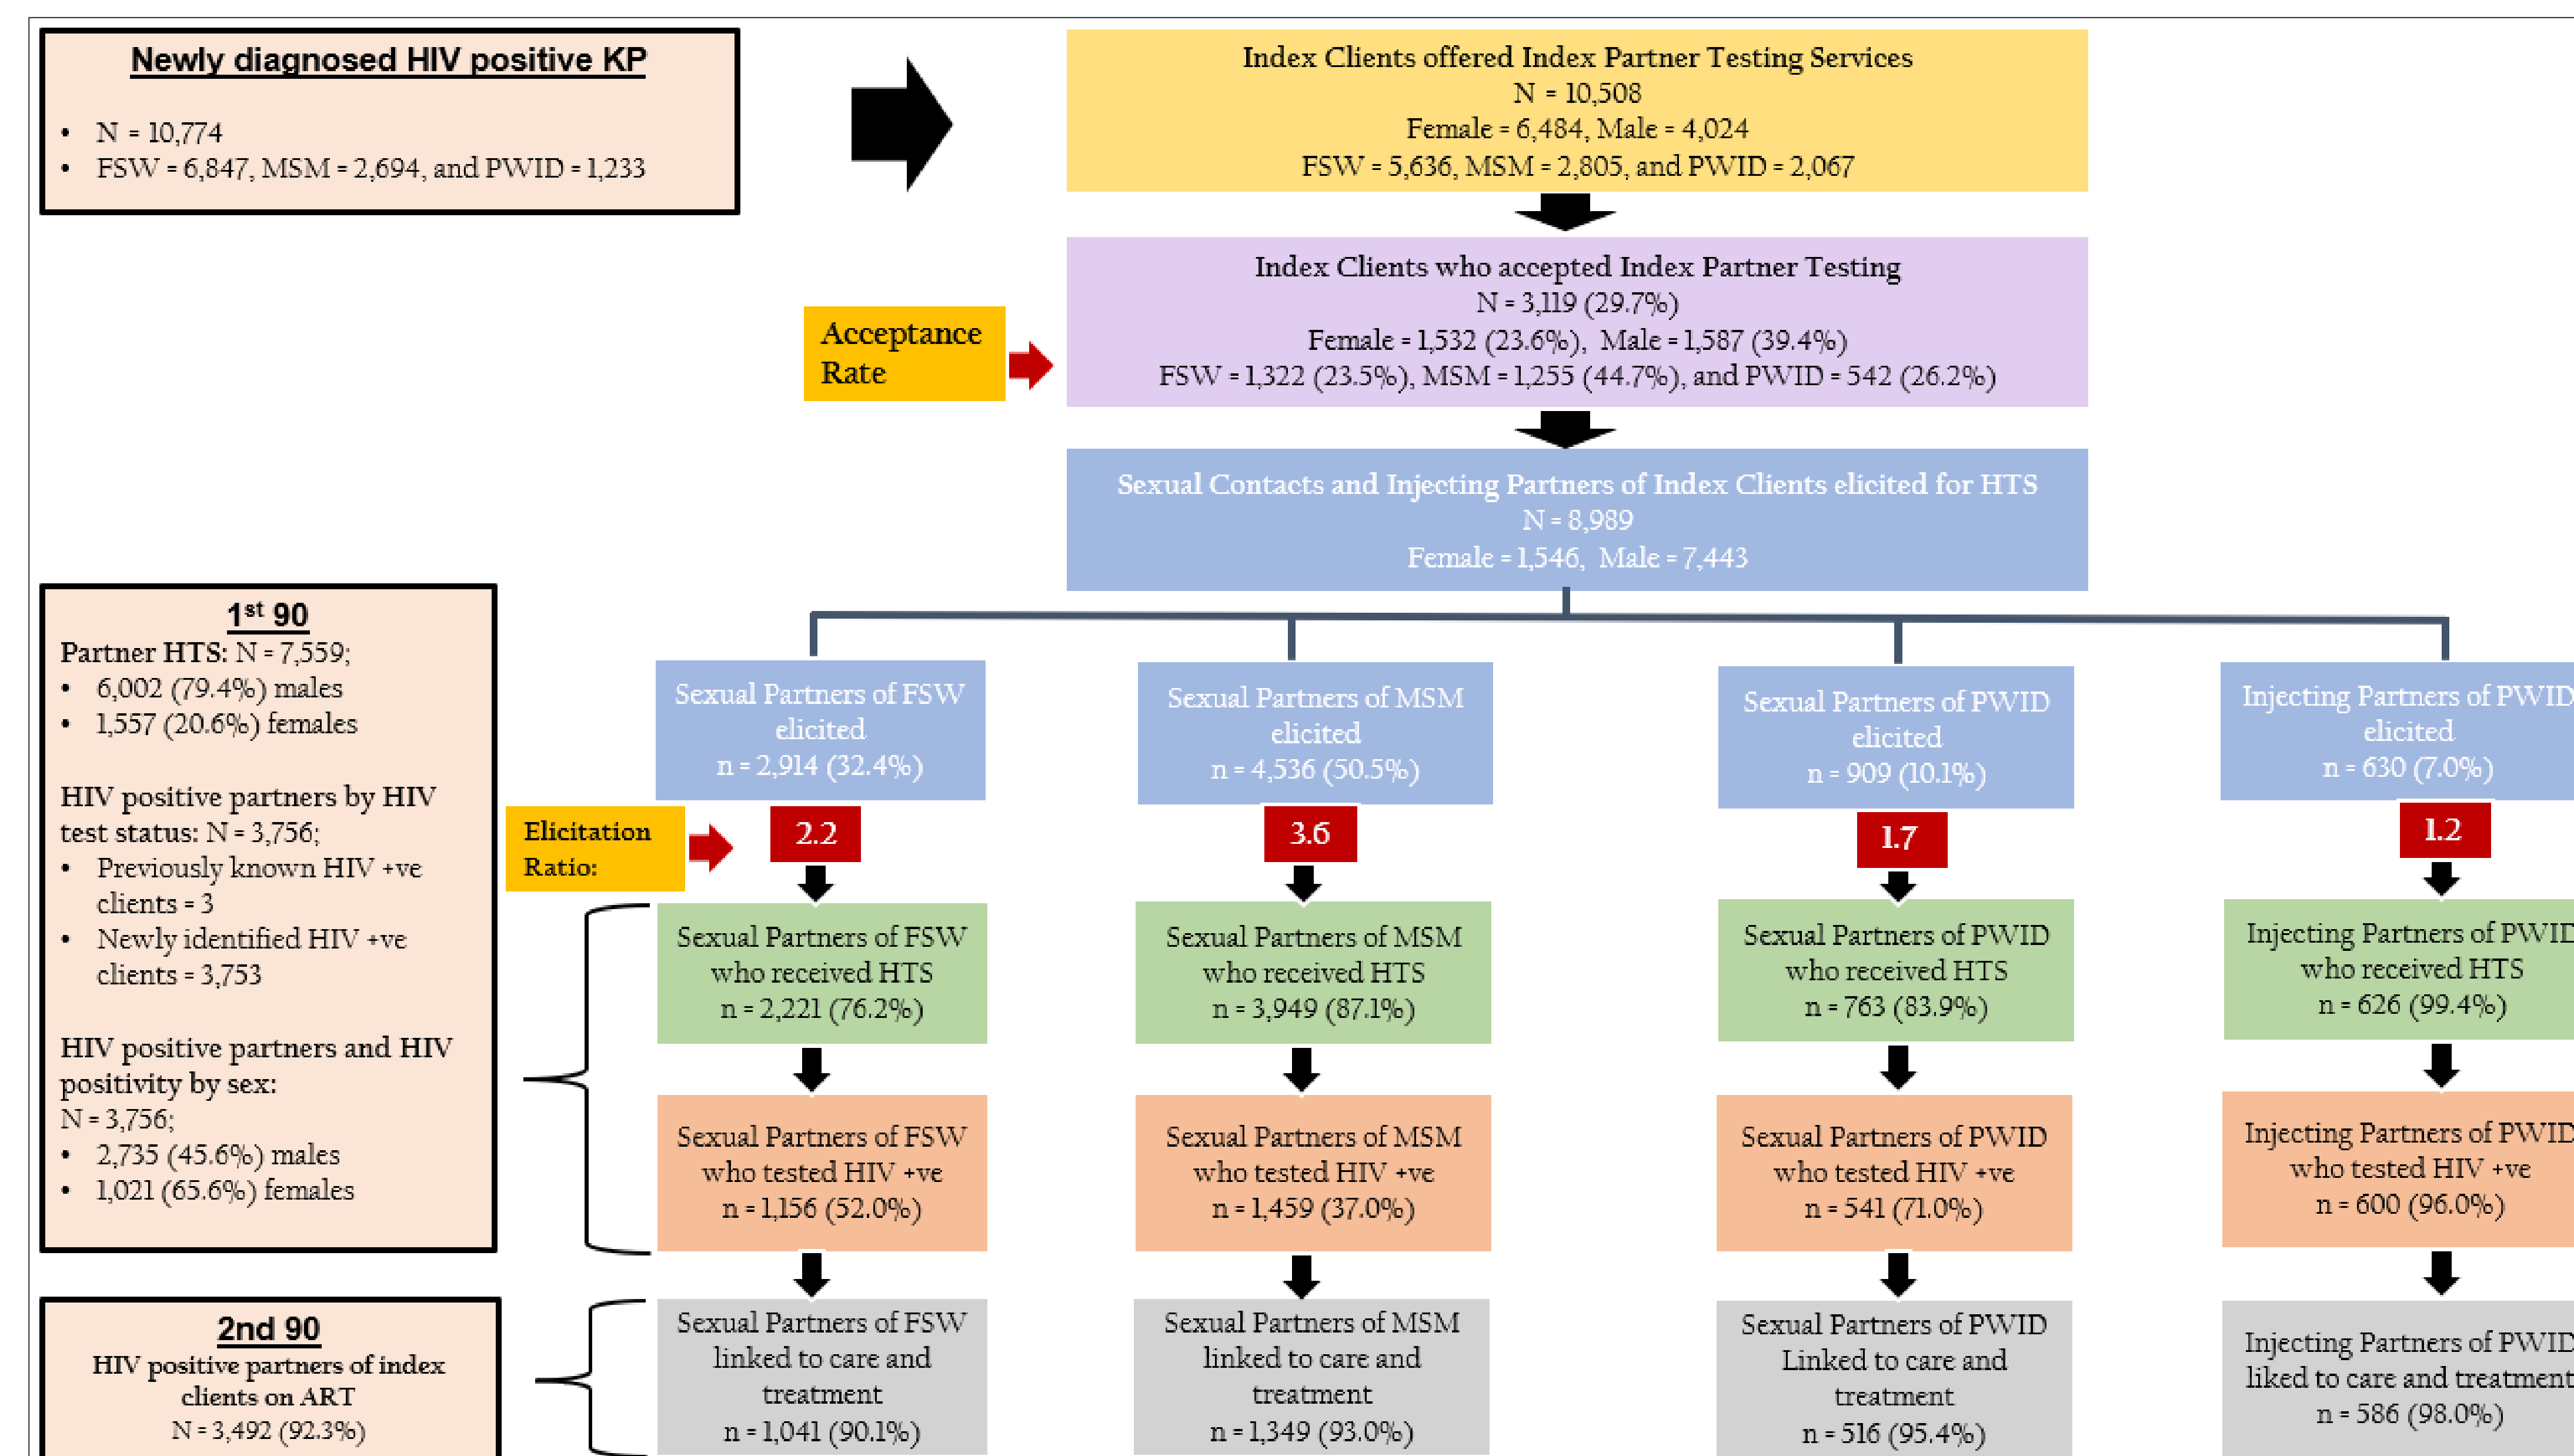 Newly diagnosed HIV positive KP
• N = 10,774
• FSW = 6,847, MSM = 2,694, and PWID = 1,233
Index Clients offered Index Partner Testing Services
N = 10,508
Female = 6,484, Male = 4,024
FSW = 5,636, MSM = 2,805, and PWID = 2,067
Index Clients who accepted Index Partner Testing
N = 3,119 (29.7%)
Female = 1,532 (23.6%), Male = 1,587 (39.4%)
FSW = 1,322 (23.5%), MSM = 1,255 (44.7%), and PWID = 542 (26.2%)
Acceptance
Rate
Sexual Contacts and Injecting Partners of Index Clients elicited for HTS
N = 8,989
Female = 1,546, Male = 7,443
1st 90
Partner HTS: N = 7,559;
• 6,002 (79.4%) males
• 1,557 (20.6%) females
HIV positive partners by HIV
test status: N = 3,756;
• Previously known HIV +ve
clients = 3
• Newly identified HIV +ve
clients = 3,753
HIV positive partners and HIV
positivity by sex:
N = 3,756;
• 2,735 (45.6%) males
• 1,021 (65.6%) females
Sexual Partners of FSW
elicited
n = 2,914 (32.4%)
Sexual Partners of MSM
elicited
n = 4,536 (50.5%)
Sexual Partners of PWID
elicited
n = 909 (10.1%)
Injecting Partners of PWID
elicited
n = 630 (7.0%)
Elicitation
Ratio:
2.2
3.6
1.7
1.2
Sexual Partners of FSW
who received HTS
n = 2,221 (76.2%)
Sexual Partners of MSM
who received HTS
n = 3,949 (87.1%)
Sexual Partners of PWID
who received HTS
n = 763 (83.9%)
Injecting Partners of PWID
who received HTS
n = 626 (99.4%)
Sexual Partners of FSW
who tested HIV +ve
n = 1,156 (52.0%)
Sexual Partners of MSM
who tested HIV +ve
n = 1,459 (37.0%)
Sexual Partners of PWID
who tested HIV +ve
n = 541 (71.0%)
Injecting Partners of PWID
who tested HIV +ve
n = 600 (96.0%)
2nd 90
HIV positive partners of index
clients on ART
N = 3,492 (92.3%)
Sexual Partners of FSW
linked to care and
treatment
n = 1,041 (90.1%)
Sexual Partners of MSM
linked to care and
treatment
n = 1,349 (93.0%)
Sexual Partners of PWID
Linked to care and
treatment
n = 516 (95.4%)
Injecting Partners of PWID
liked to care and treatment
n = 586 (98.0%)